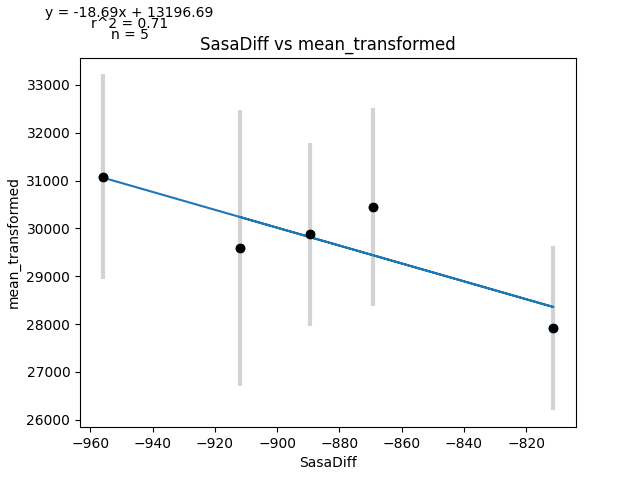 y = -18.69x + 13196.69
r^2 = 0.71
n = 5
SasaDiff vs mean_transformed
33000
32000
31000
30000
29000
28000
27000
26000
mean_transformed
−960 −940 −920 −900 −880 −860 −840 −820
SasaDiff